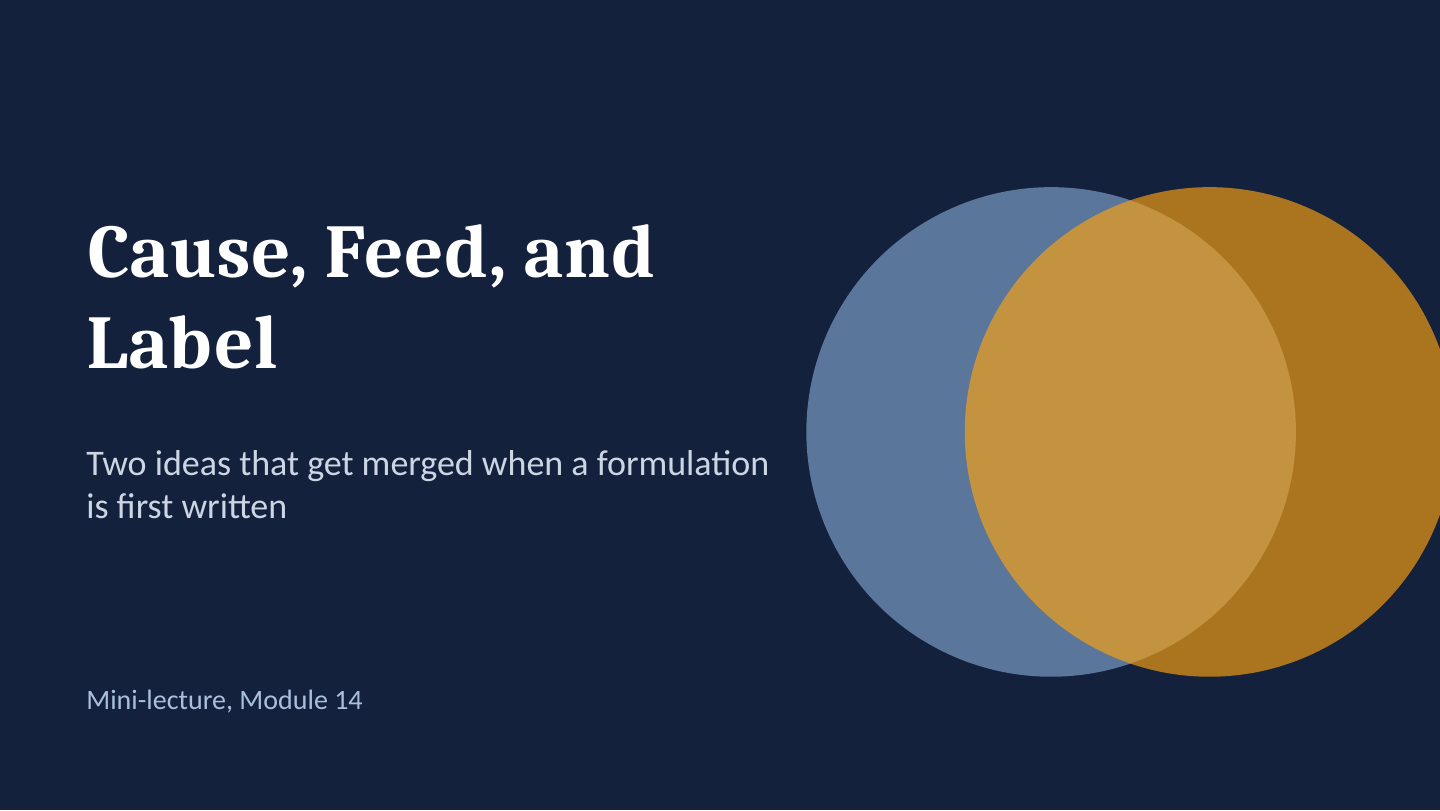 Cause, Feed, and
Label
Two ideas that get merged when a formulation
is first written
Mini-lecture, Module 14